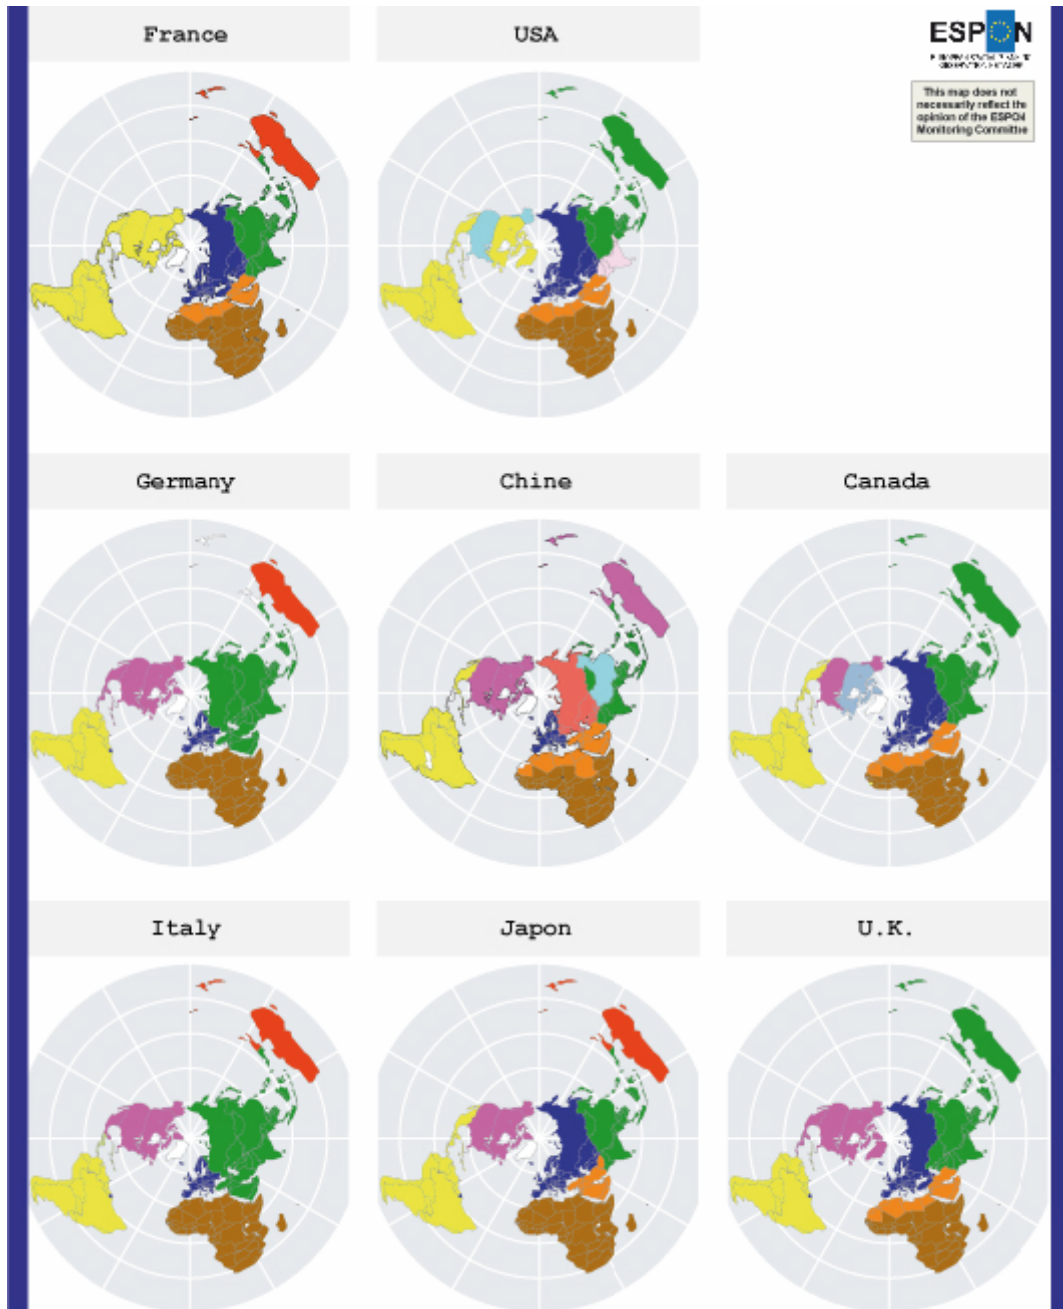 France
USA
ESPON
This map does not
necessarily reflect the
opinion of the ESPON
Monitoring Committee
Germany
Chine
Canada
Italy
Japon
U.K.